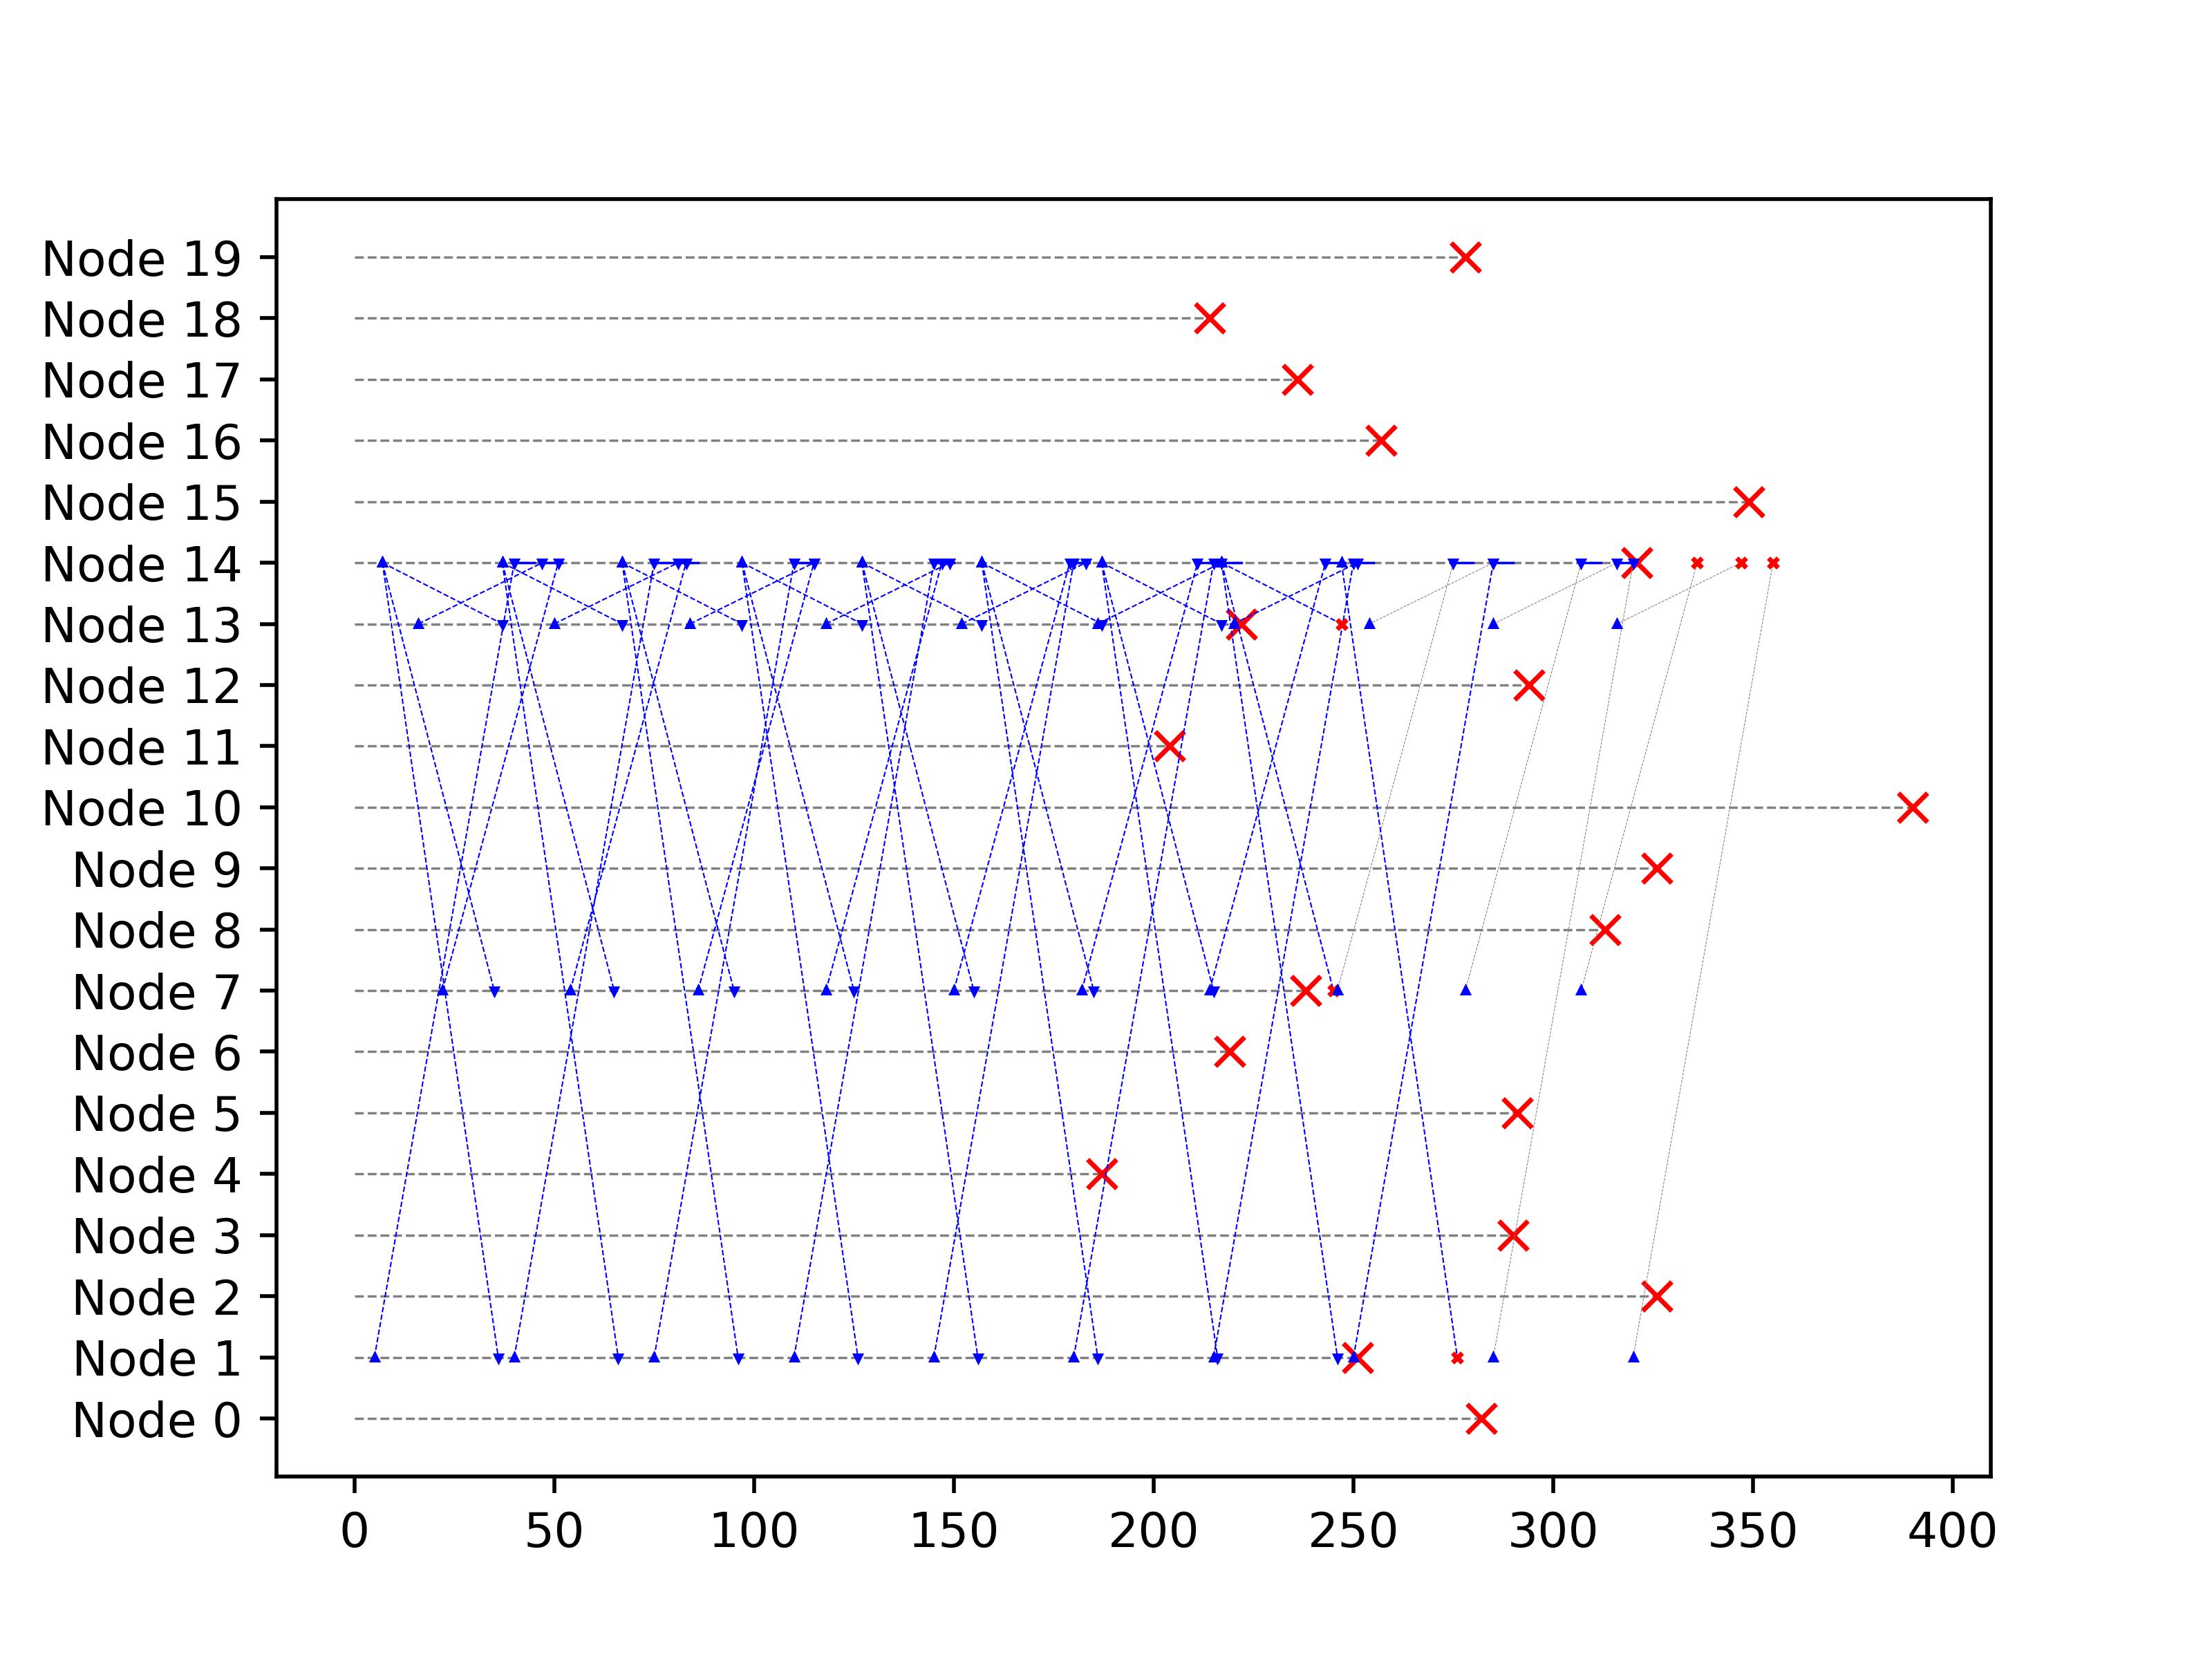 Node 19
Node 18
Node 17
Node 16
Node 15
Node 14
Node 13
Node 12
Node 11
Node 10
Node 9
Node 8
Node 7
Node 6
Node 5
Node 4
Node 3
Node 2
Node 1
Node 0
0 50 100 150 200 250 300 350 400